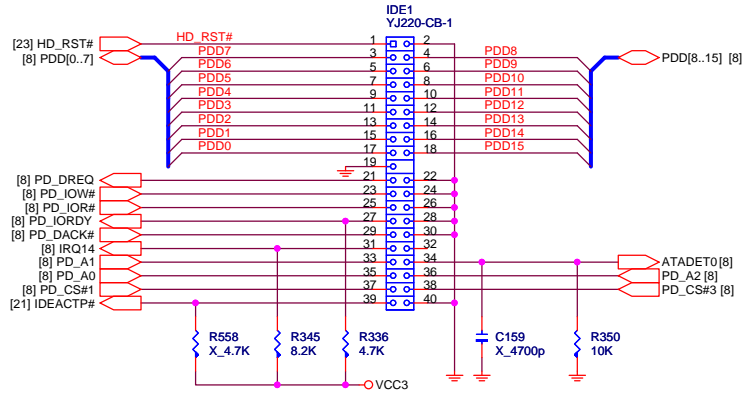 IDE1
YJ220-CB-1
[23] HD_RST# HD_RST# 1 2
[8] PDD[0..7] PDD7 3 4 PDD8 PDD[8..15] [8]
PDD6 5 6 PDD9
PDD5 7 8 PDD10
PDD4 9 10 PDD11
PDD3 11 12 PDD12
PDD2 13 14 PDD13
PDD1 15 16 PDD14
PDD0 17 18 PDD15
19
[8] PD_DREQ 21 22
[8] PD_IOW# 23 24
[8] PD_IOR# 25 26
[8] PD_IORDY 27 28
[8] PD_DACK# 29 30
[8] IRQ14 31 32
[8] PD_A1 33 34 ATADET0[8]
[8] PD_A0 35 36 PD_A2 [8]
[8] PD_CS#1 37 38 PD_CS#3 [8]
[21] IDEACTP# 39 40
R558 R345 R336 C159 R350
X_4.7K 8.2K 4.7K X_4700p 10K
VCC3